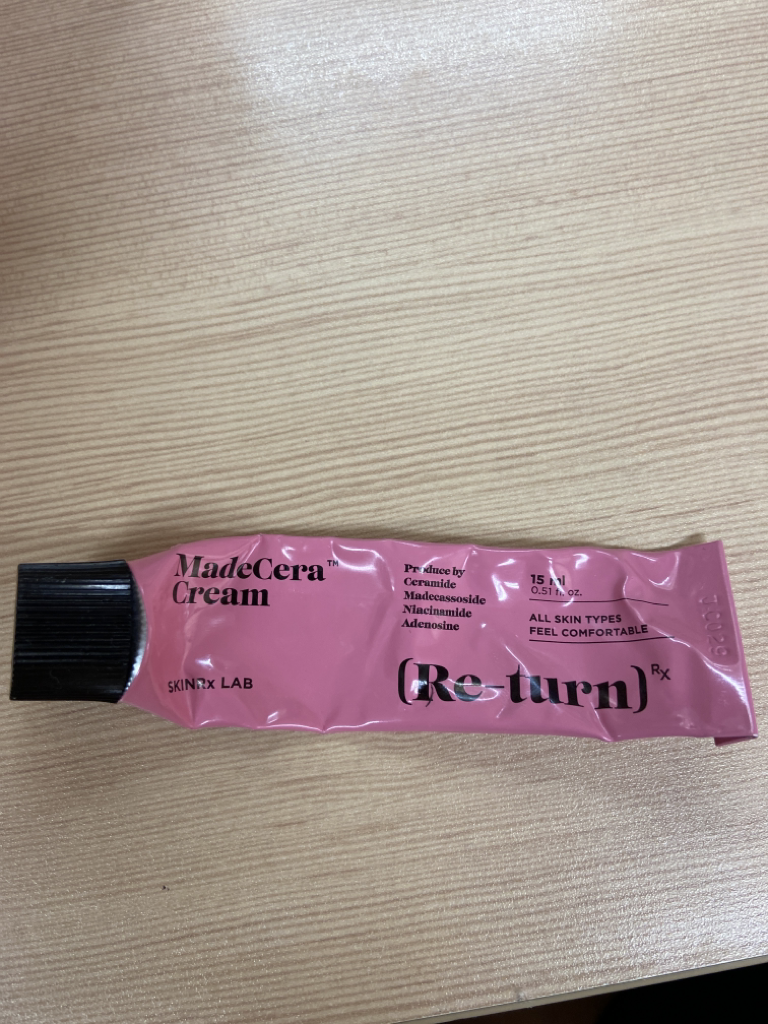 MadeCera™
Cream
SKINRx LAB
Produce by
Ceramide
Madecassoside
Niacinamide
Adenosine
15 ml
0.51 fl. oz.
ALL SKIN TYPES
FEEL COMFORTABLE
(Re-turn)Rx